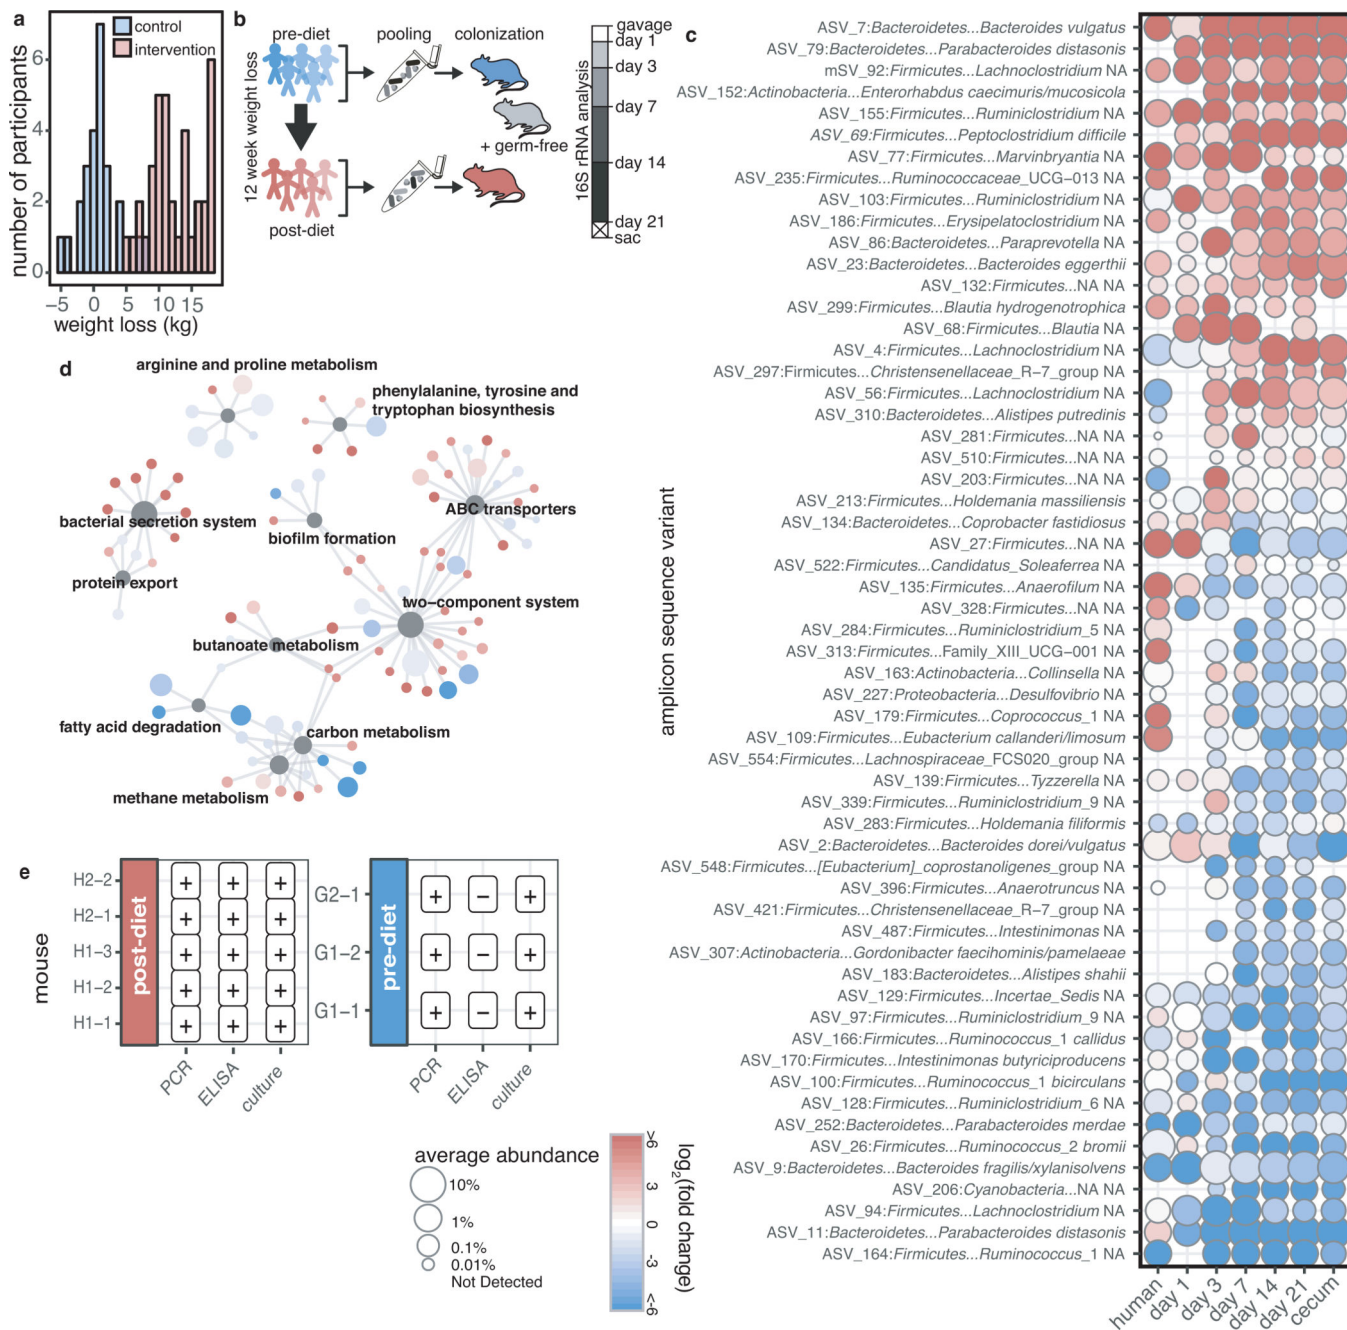 a
control
intervention
number of participants
6
4
2
0
−5
0
5
10
15
weight loss (kg)
b
pre-diet
pooling
colonization
12 week weight loss
post-diet
+ germ-free
16S rRNA analysis
gavage
day 1
day 3
day 7
day 14
day 21
sac
c
amplicon sequence variant
ASV_7:Bacteroidetes...Bacteroides vulgatus
ASV_79:Bacteroidetes...Parabacteroides distasonis
mSV_92:Firmicutes...Lachnoclostridium NA
ASV_152:Actinobacteria...Enterorhabdus caecimuris/mucosicola
ASV_155:Firmicutes...Ruminiclostridium NA
ASV_69:Firmicutes...Peptoclostridium difficile
ASV_77:Firmicutes...Marvinbryantia NA
ASV_235:Firmicutes...Ruminococcaceae_UCG-013 NA
ASV_103:Firmicutes...Ruminiclostridium NA
ASV_186:Firmicutes...Erysipelatoclostridium NA
ASV_86:Bacteroidetes...Paraprevotella NA
ASV_23:Bacteroidetes...Bacteroides eggerthii
ASV_132:Firmicutes...NA NA
ASV_299:Firmicutes...Blautia hydrogenotrophica
ASV_68:Firmicutes...Blautia NA
ASV_4:Firmicutes...Lachnoclostridium NA
ASV_297:Firmicutes...Christensenellaceae_R−7_group NA
ASV_56:Firmicutes...Lachnoclostridium NA
ASV_310:Bacteroidetes...Alistipes putredinis
ASV_281:Firmicutes...NA NA
ASV_510:Firmicutes...NA NA
ASV_203:Firmicutes...NA NA
ASV_213:Firmicutes...Holdemania massiliensis
ASV_134:Bacteroidetes...Coprobacter fastidiosus
ASV_27:Firmicutes...NA NA
ASV_522:Firmicutes...Candidatus_Soleaferrea NA
ASV_135:Firmicutes...Anaerofilum NA
ASV_328:Firmicutes...NA NA
ASV_284:Firmicutes...Ruminiclostridium_5 NA
ASV_313:Firmicutes...Family_XIII_UCG-001 NA
ASV_163:Actinobacteria...Collinsella NA
ASV_227:Proteobacteria...Desulfovibrio NA
ASV_179:Firmicutes...Coprococcus_1 NA
ASV_109:Firmicutes...Eubacterium callanderi/limosum
ASV_554:Firmicutes...Lachnospiraceae_FCS020_group NA
ASV_139:Firmicutes...Tyzzerella NA
ASV_339:Firmicutes...Ruminiclostridium_9 NA
ASV_283:Firmicutes...Holdemania filiformis
ASV_2:Bacteroidetes...Bacteroides dorei/vulgatus
ASV_548:Firmicutes...[Eubacterium]_coprostanoligenes_group NA
ASV_396:Firmicutes...Anaerotruncus NA
ASV_421:Firmicutes...Christensenellaceae_R−7_group NA
ASV_487:Firmicutes...Intestinimonas NA
ASV_307:Actinobacteria...Gordonibacter faecihominis/pamelaeae
ASV_183:Bacteroidetes...Alistipes shahii
ASV_129:Firmicutes...Incertae_Sedis NA
ASV_97:Firmicutes...Ruminiclostridium_9 NA
ASV_166:Firmicutes...Ruminococcus_1 callidus
ASV_170:Firmicutes...Intestinimonas butyriciproducens
ASV_100:Firmicutes...Ruminococcus_1 bicirculans
ASV_128:Firmicutes...Ruminiclostridium_6 NA
ASV_252:Bacteroidetes...Parabacteroides merdae
ASV_26:Firmicutes...Ruminococcus_2 bromii
ASV_9:Bacteroidetes...Bacteroides fragilis/xylanisolvens
ASV_206:Cyanobacteria...NA NA
ASV_94:Firmicutes...Lachnoclostridium NA
ASV_11:Bacteroidetes...Parabacteroides distasonis
ASV_164:Firmicutes...Ruminococcus_1 NA
human
day 1
day 3
day 7
day 14
day 21
cecum
d
arginine and proline metabolism
phenylalanine, tyrosine and
tryptophan biosynthesis
bacterial secretion system
ABC transporters
biofilm formation
protein export
two−component system
butanoate metabolism
fatty acid degradation
carbon metabolism
methane metabolism
e
mouse
H2−2
H2−1
H1−3
H1−2
H1−1
post-diet
+ + +
+ + +
+ + +
+ + +
+ + +
PCR
ELISA
culture
G2−1
G1−2
G1−1
pre-diet
+ − +
+ − +
+ − +
PCR
ELISA
culture
average abundance
10%
1%
0.1%
0.01%
Not Detected
>6
3
0
-3
<-6
log2(fold change)